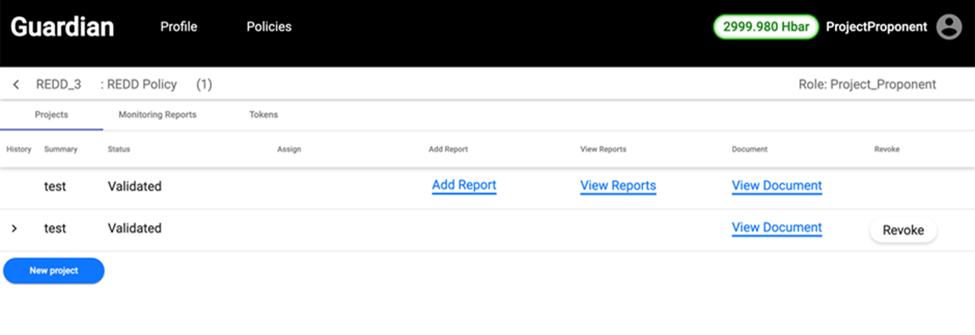 Guardian Profile Policies 2999.980 Hbar ProjectProponent
REDD_3 : REDD Policy (1) Role: Project_Proponent
Projects Monitoring Reports Tokens
History Summary Status Assign Add Report View Reports Document Revoke
test Validated Add Report View Reports View Document
test Validated View Document Revoke
New project